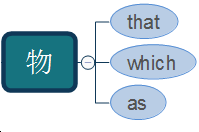 物
that
which
as